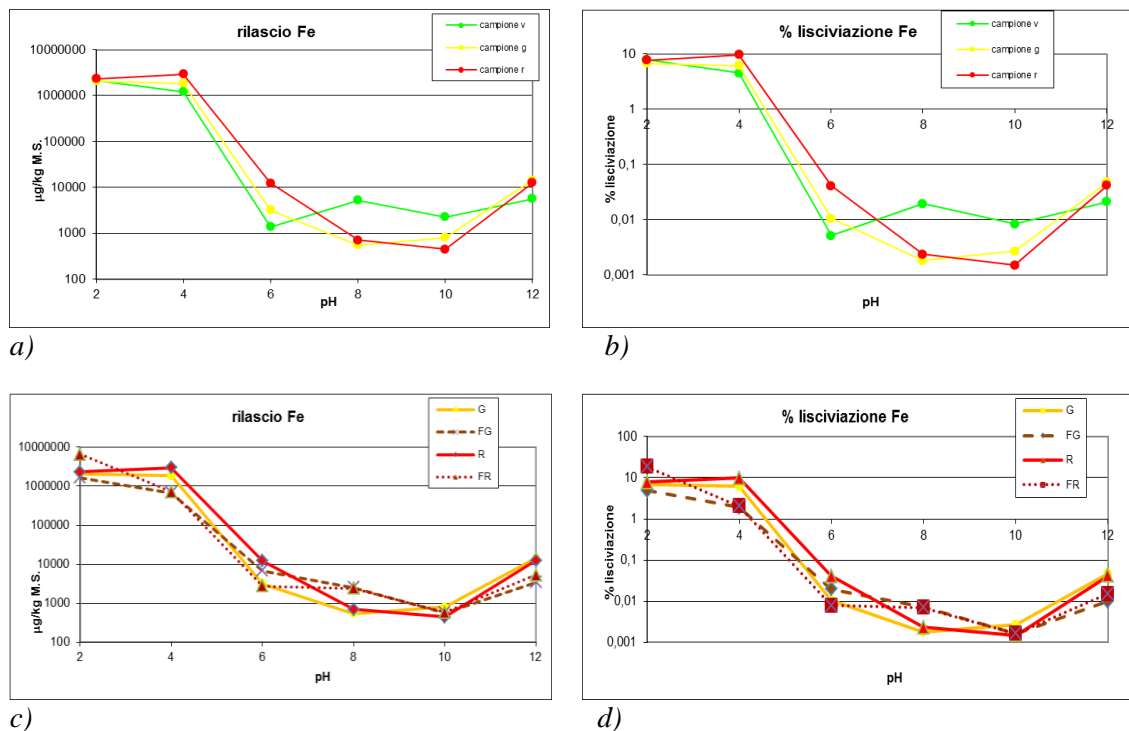 rilascio Fe
campione v
campione g
campione r
10000000
1000000
100000
10000
1000
100
µg/kg M.S.
2 4 6 8 10 12
pH
a)
% lisciviazione Fe
campione v
campione g
campione r
10
1
0,1
0,01
0,001
% lisciviazione
2 4 6 8 10 12
pH
b)
rilascio Fe
G
FG
R
FR
10000000
1000000
100000
10000
1000
100
µg/kg M.S.
2 4 6 8 10 12
pH
c)
% lisciviazione Fe
G
FG
R
FR
100
10
1
0,1
0,01
0,001
% lisciviazione
2 4 6 8 10 12
pH
d)